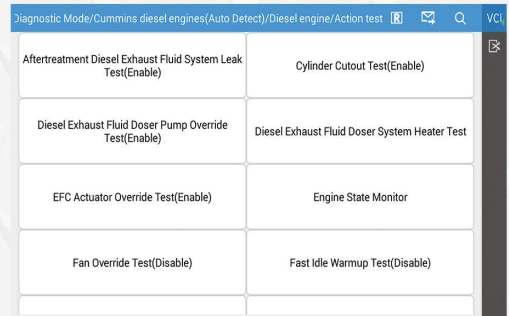 Diagnostic Mode/Cummins diesel engines(Auto Detect)/Diesel engine/Action test R VCI
Aftertreatment Diesel Exhaust Fluid System Leak
Test(Enable)
Cylinder Cutout Test(Enable)
Diesel Exhaust Fluid Doser Pump Override
Test(Enable)
Diesel Exhaust Fluid Doser System Heater Test
EFC Actuator Override Test(Enable)
Engine State Monitor
Fan Override Test(Disable)
Fast Idle Warmup Test(Disable)